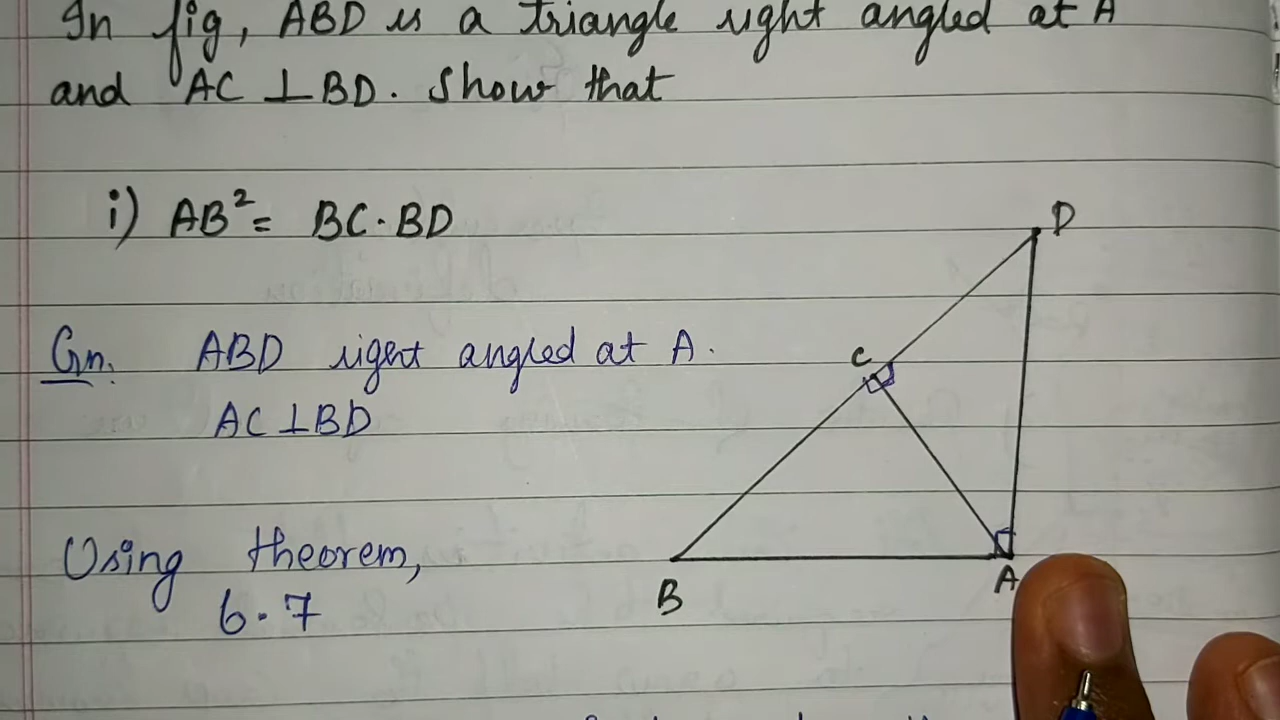 In fig, ABD is a triangle right angled at A
and AC ⊥ BD. Show that
i) AB² = BC·BD
D
Gn. ABD right angled at A.
C
AC ⊥ BD
Using theorem,
6.7
B
A